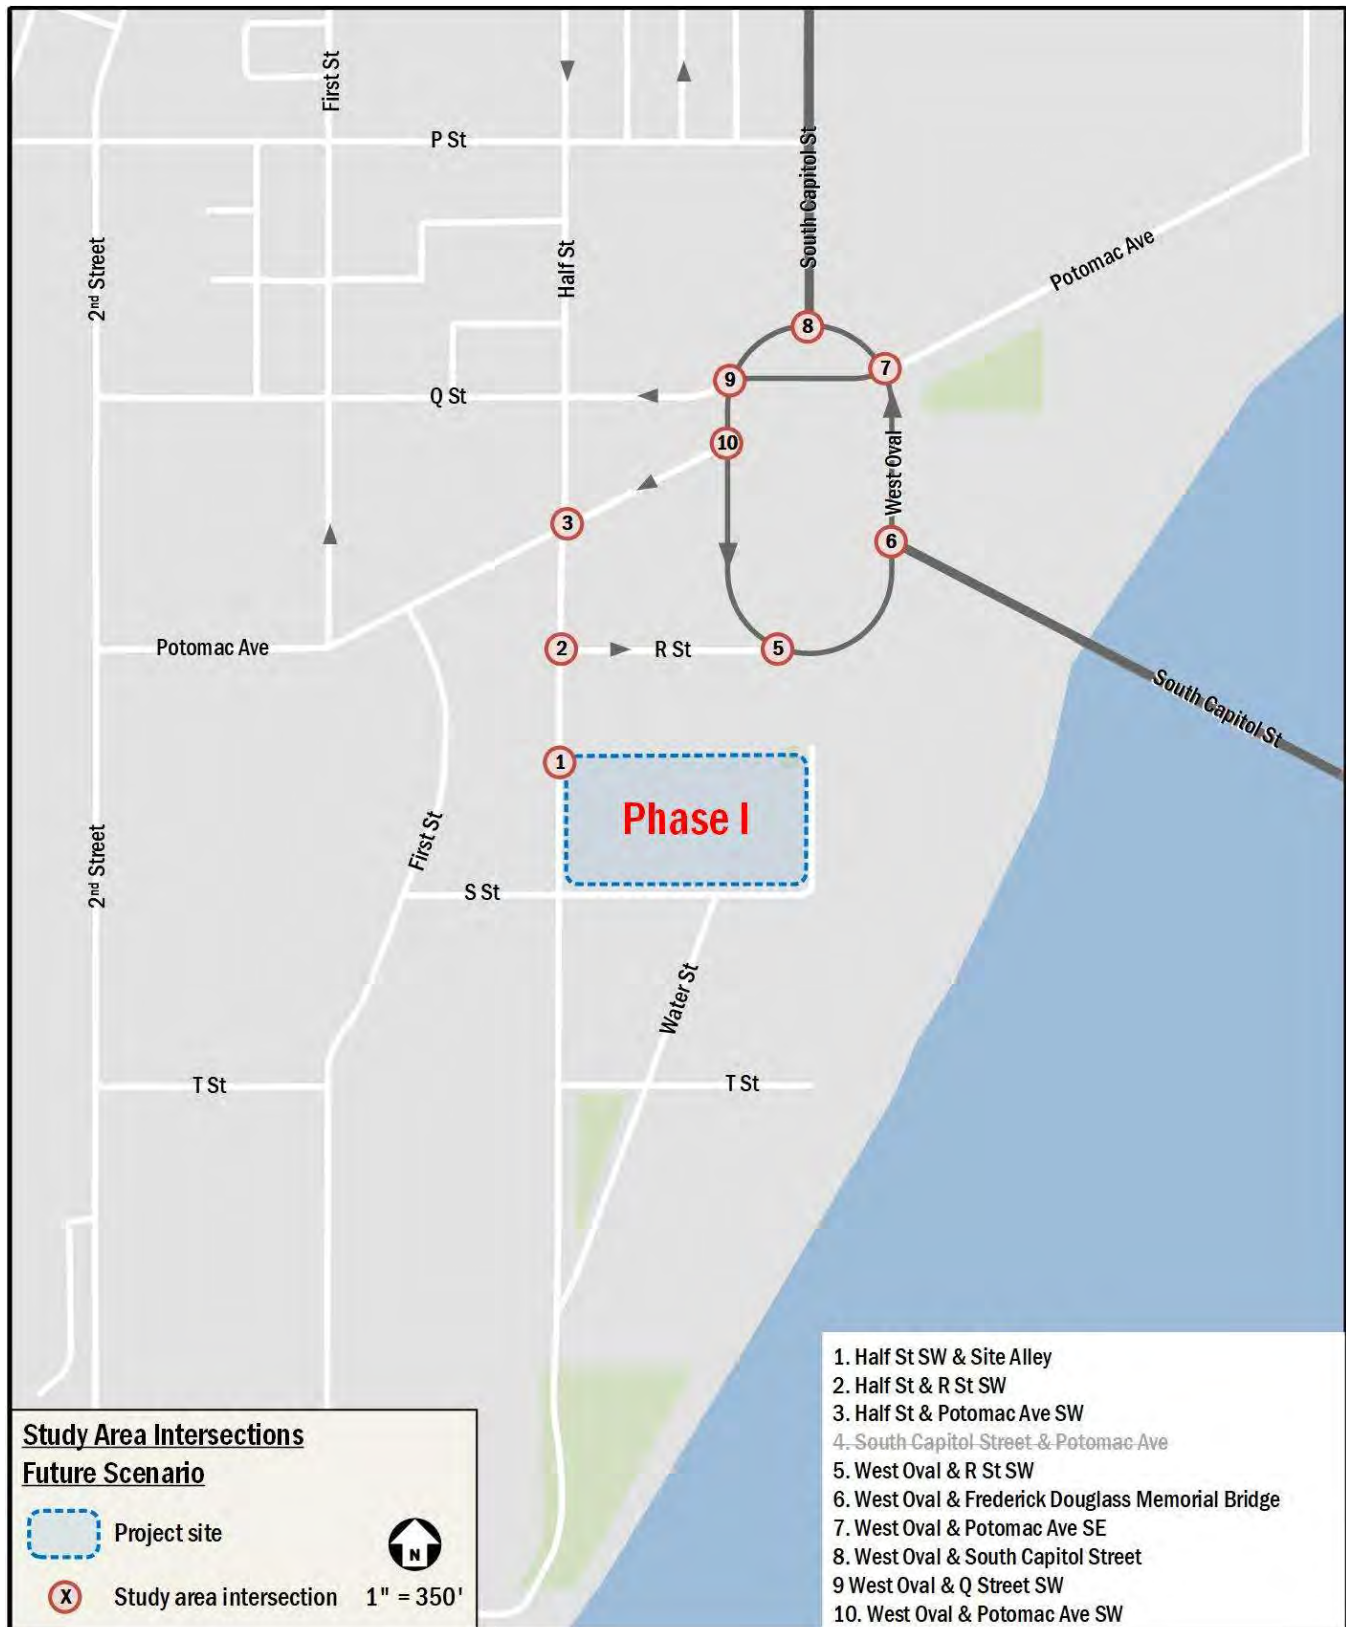 First St
P St
South Capitol St
2nd Street
Half St
Potomac Ave
8
7
9
Q St
10
West Oval
3
6
Potomac Ave
2
R St
5
South Capitol St
1
Phase I
2nd Street
First St
S St
Water St
T St
T St
1. Half St SW & Site Alley
2. Half St & R St SW
3. Half St & Potomac Ave SW
4. South Capitol Street & Potomac Ave
5. West Oval & R St SW
6. West Oval & Frederick Douglass Memorial Bridge
7. West Oval & Potomac Ave SE
8. West Oval & South Capitol Street
9 West Oval & Q Street SW
10. West Oval & Potomac Ave SW
Study Area Intersections
Future Scenario
Project site
N
X Study area intersection 1" = 350'